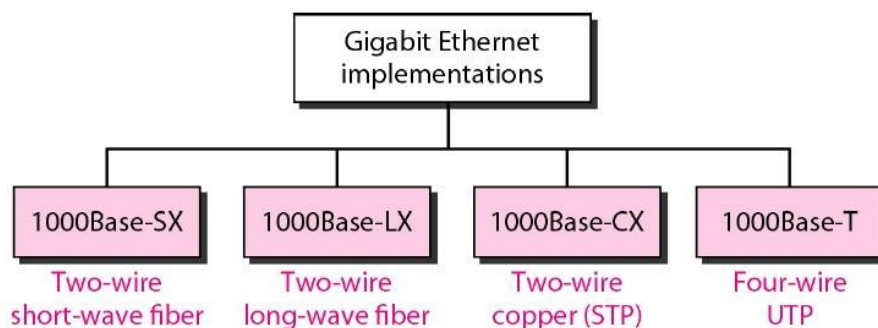 Gigabit Ethernet
implementations
1000Base-SX
1000Base-LX
1000Base-CX
1000Base-T
Two-wire
short-wave fiber
Two-wire
long-wave fiber
Two-wire
copper (STP)
Four-wire
UTP